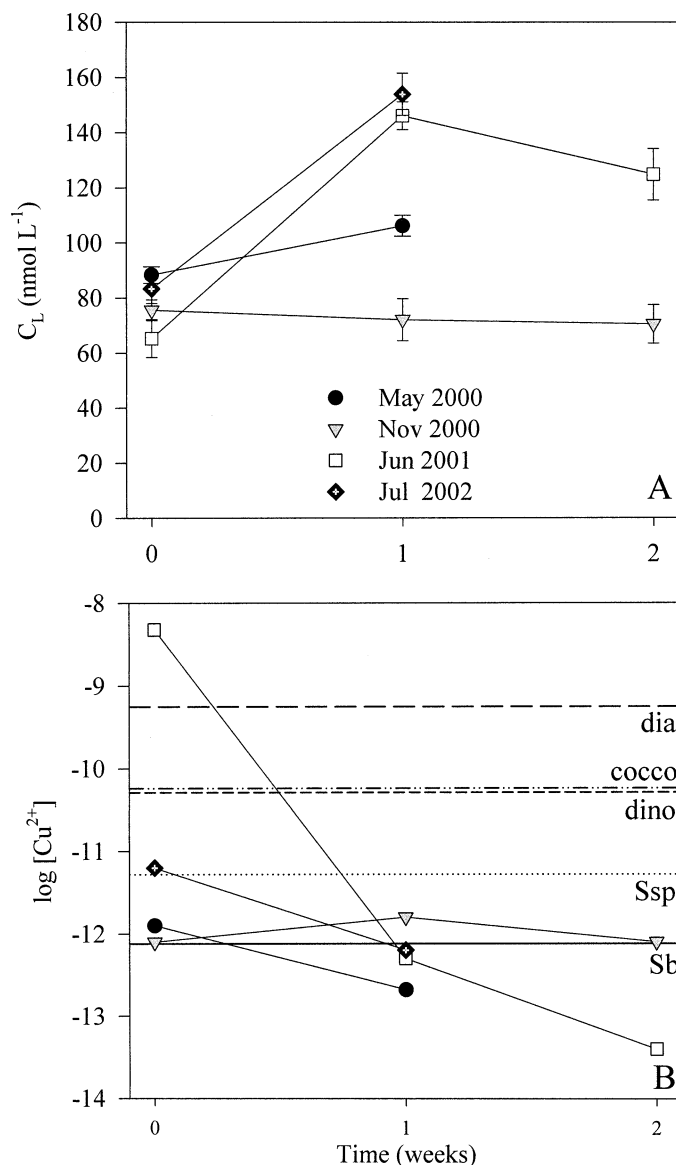 180
160
140
120
100
80
60
40
20
0
C_L (nmol L⁻¹)
May 2000
Nov 2000
Jun 2001
Jul 2002
A
0 1 2
-8
-9
-10
-11
-12
-13
-14
log [Cu²⁺]
dia
cocco
dino
Ssp
Sb
B
0 1 2
Time (weeks)